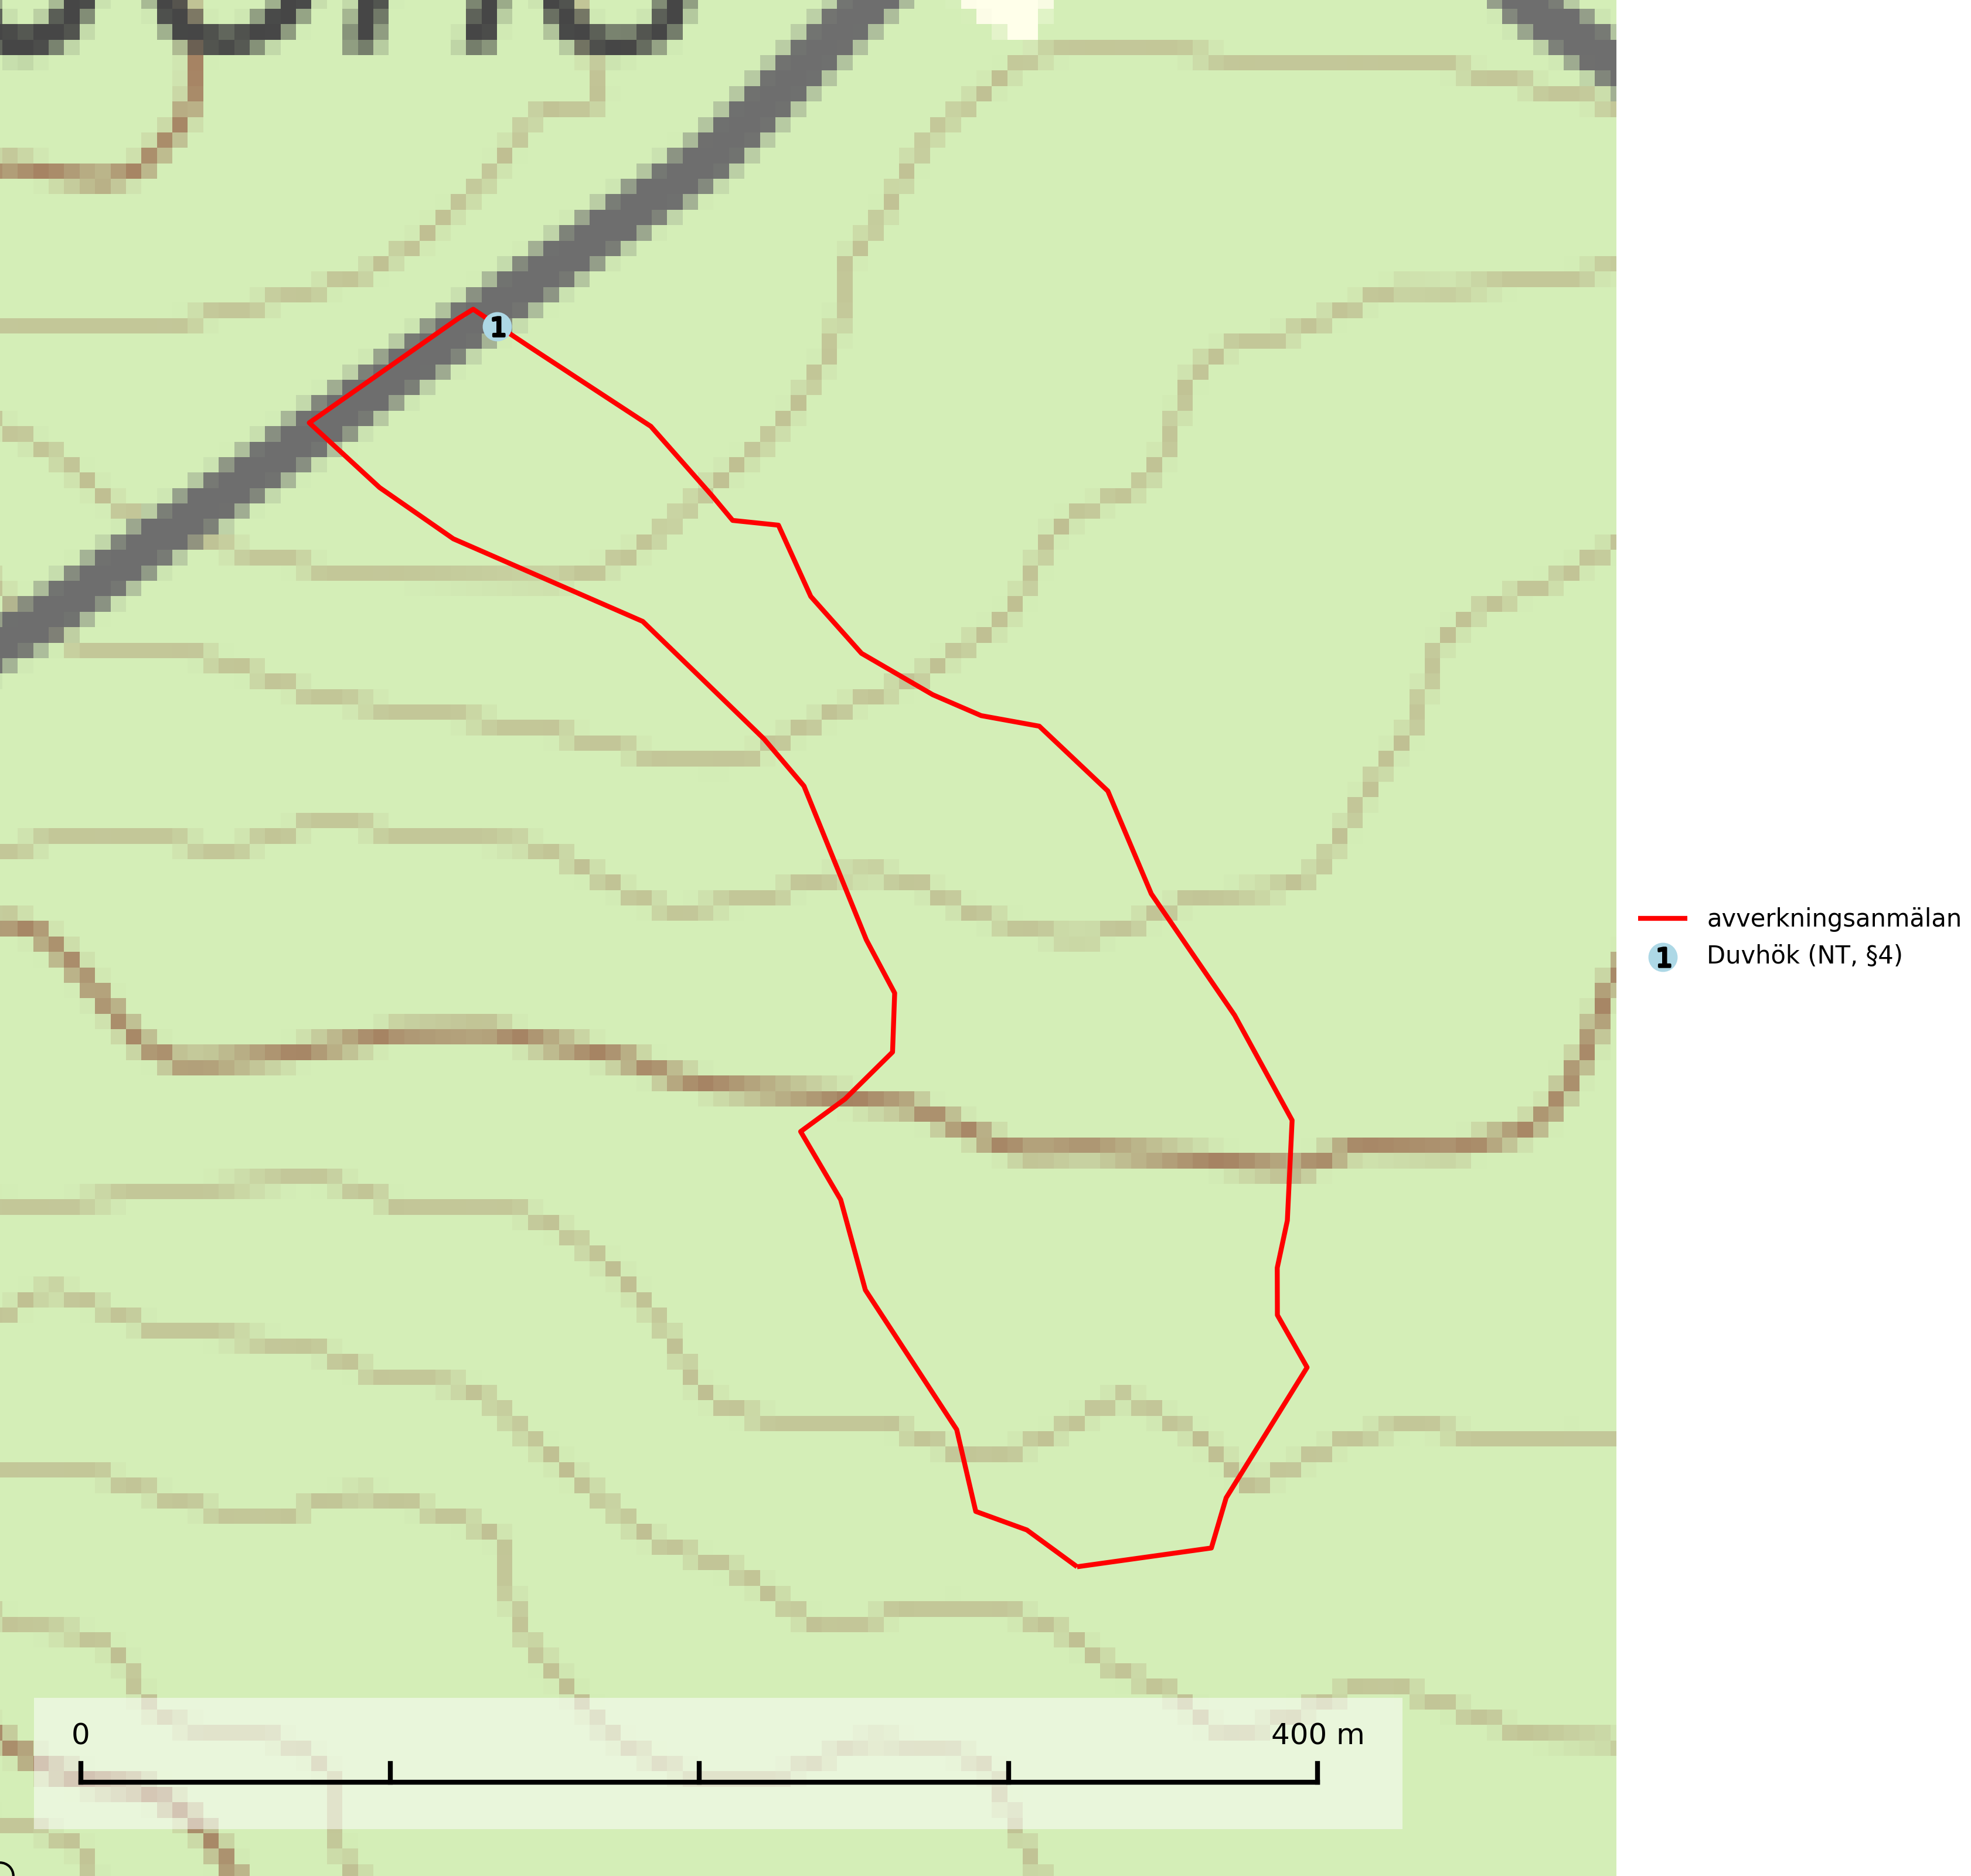 1
avverkningsanmälan
1 Duvhök (NT, §4)
0 400 m